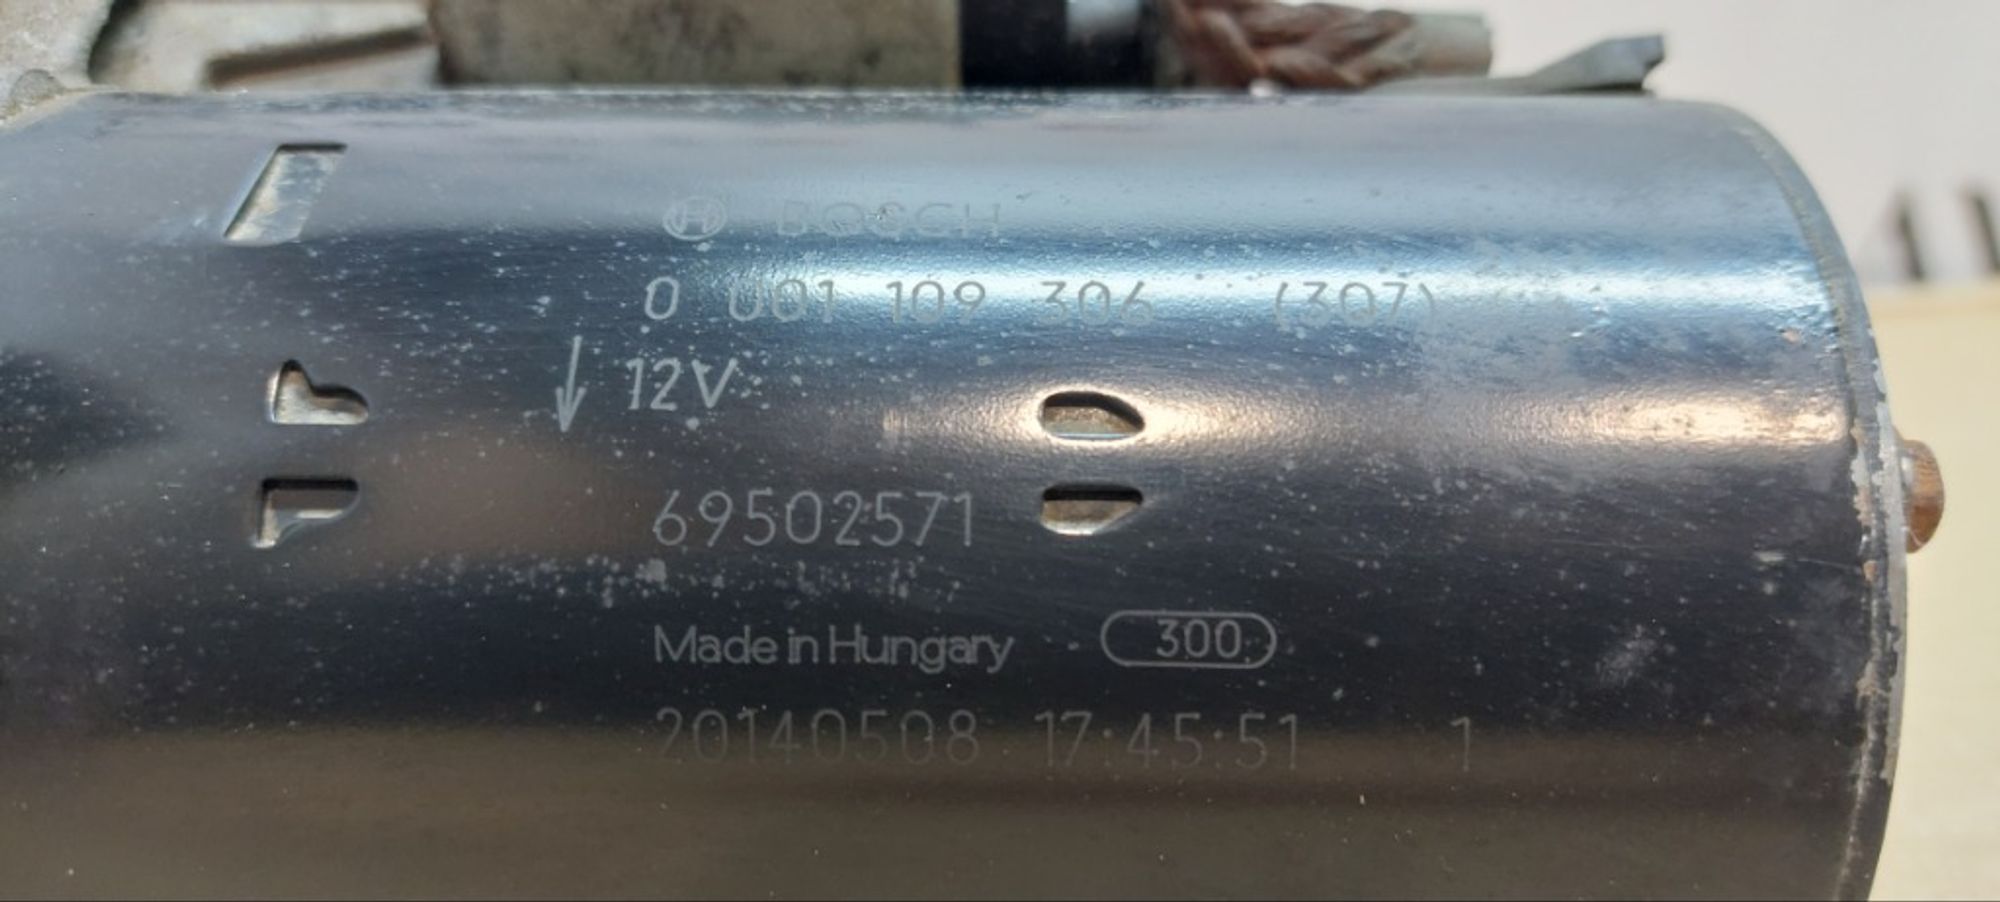 BOSCH
0 001 109 306 (307)
12V
69502571
Made in Hungary 300
20140508 17:45:51 1